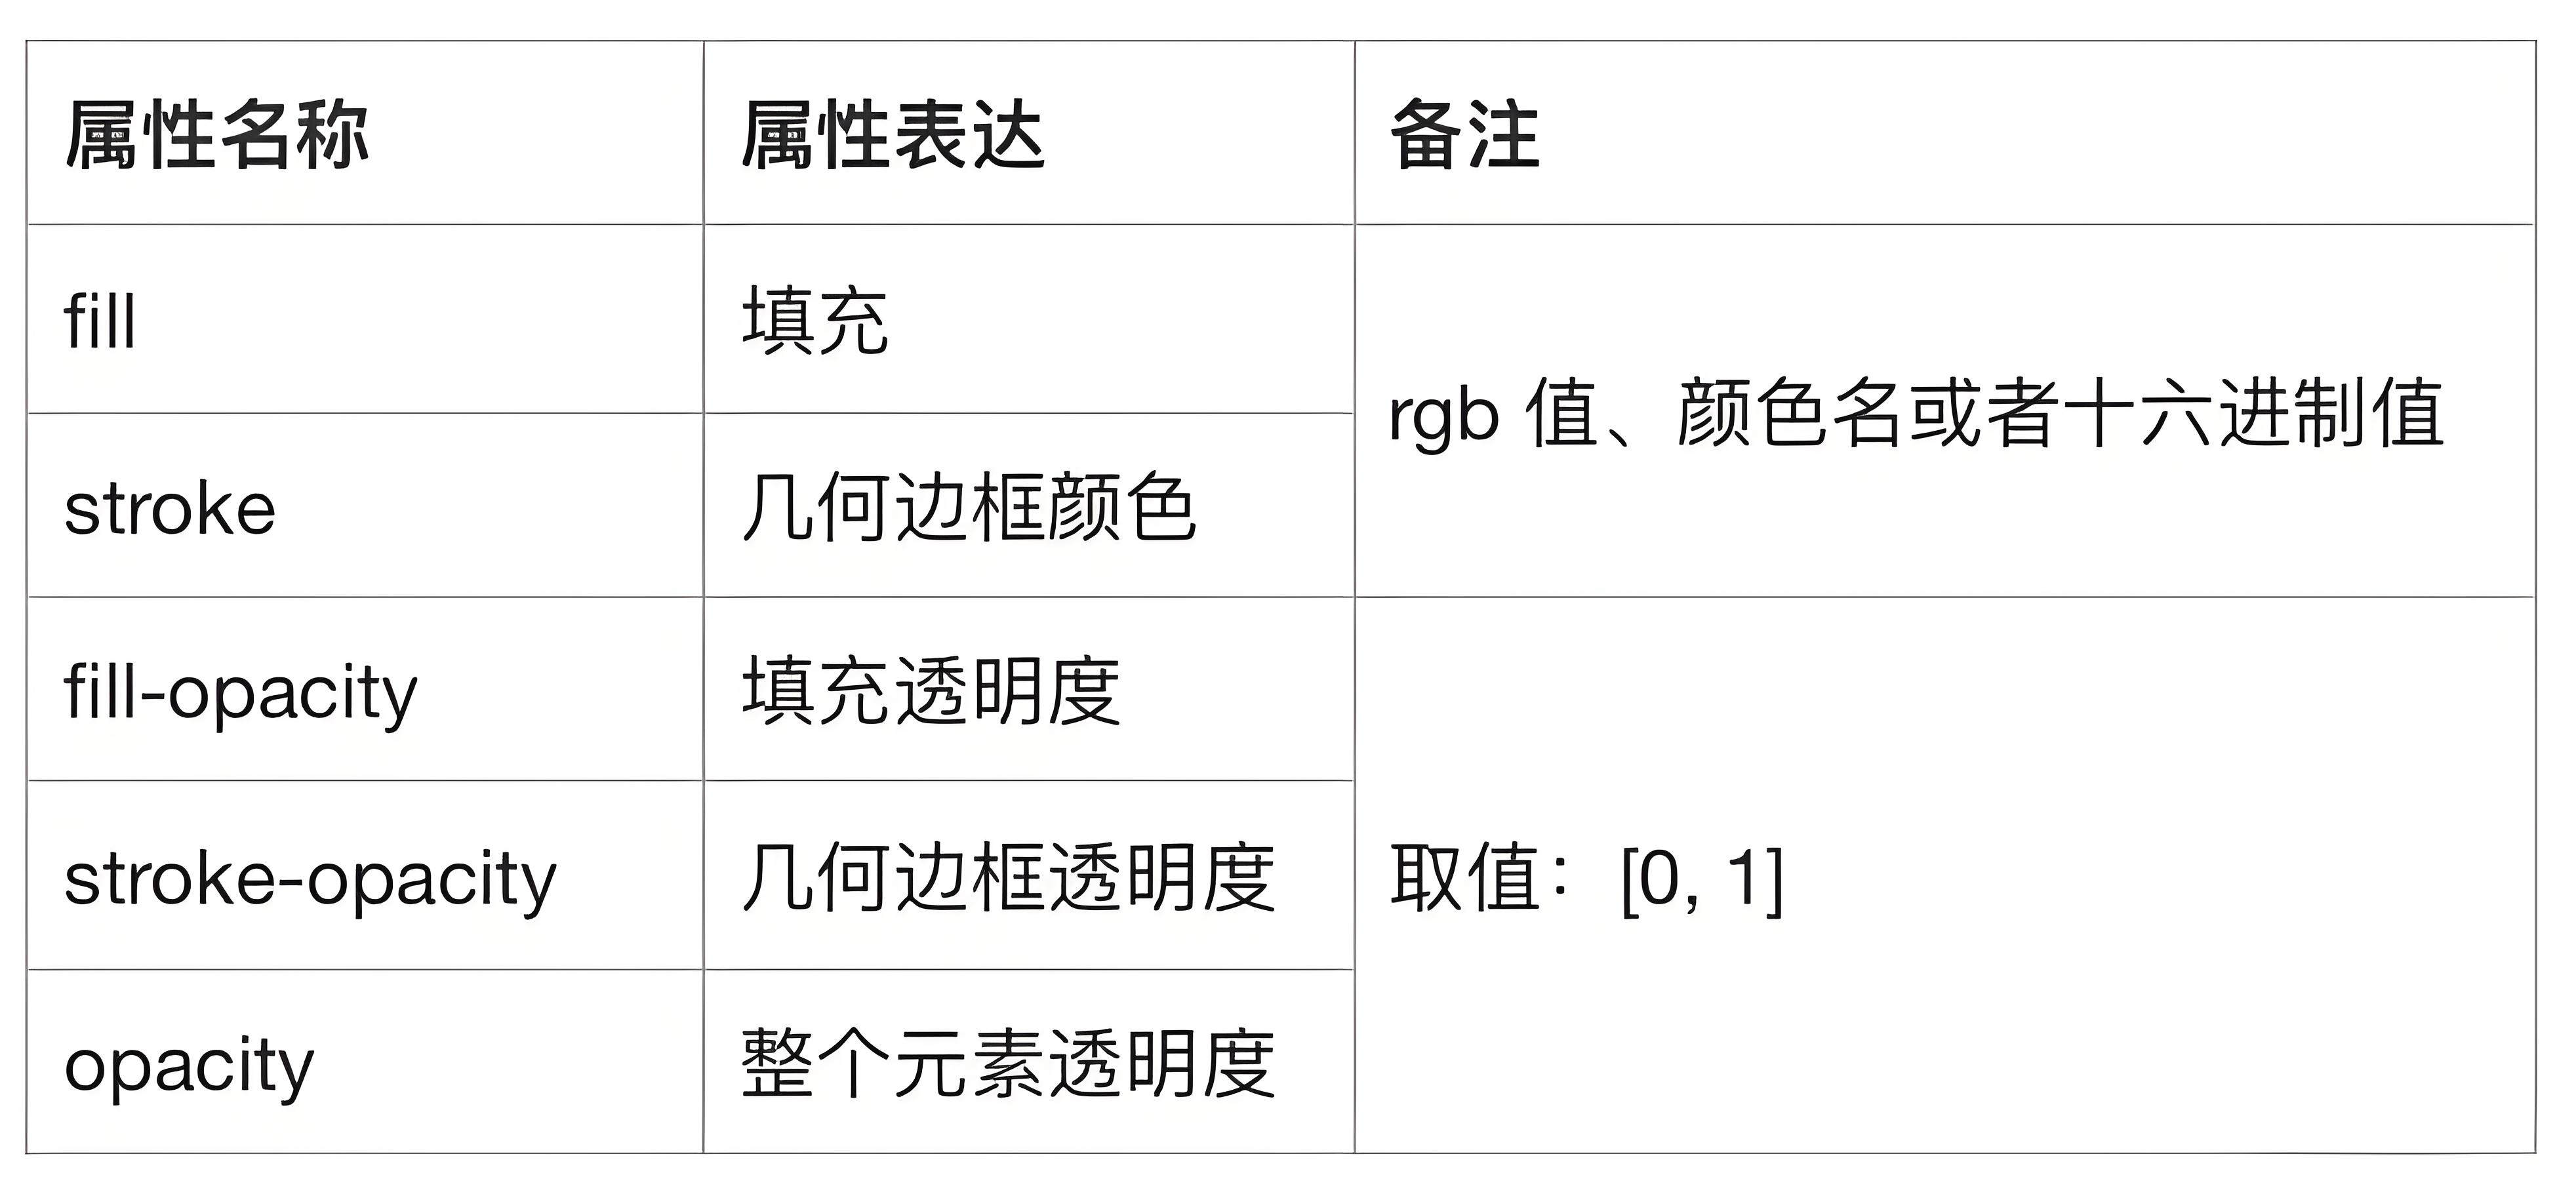 属性名称 属性表达 备注
fill 填充
rgb 值、颜色名或者十六进制值
stroke 几何边框颜色
fill-opacity 填充透明度
stroke-opacity 几何边框透明度 取值：[0, 1]
opacity 整个元素透明度